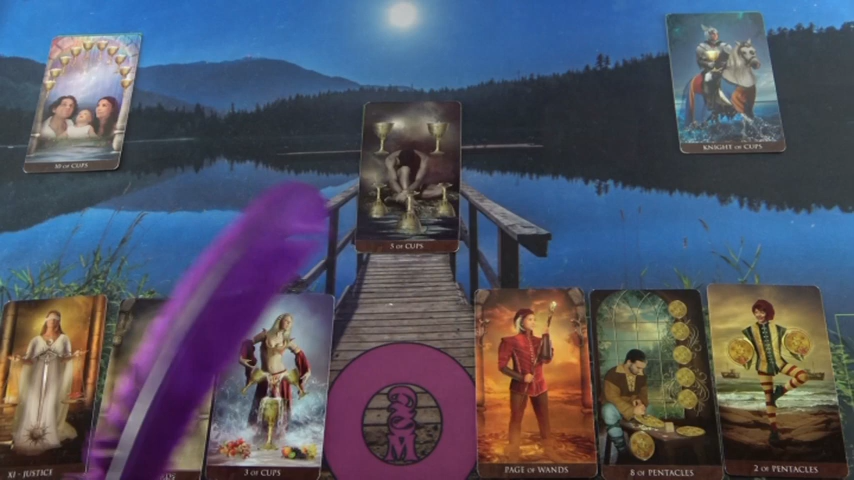 10 OF CUPS
KNIGHT OF CUPS
5 OF CUPS
XI - JUSTICE
3 OF CUPS
PAGE OF WANDS
8 OF PENTACLES
2 OF PENTACLES